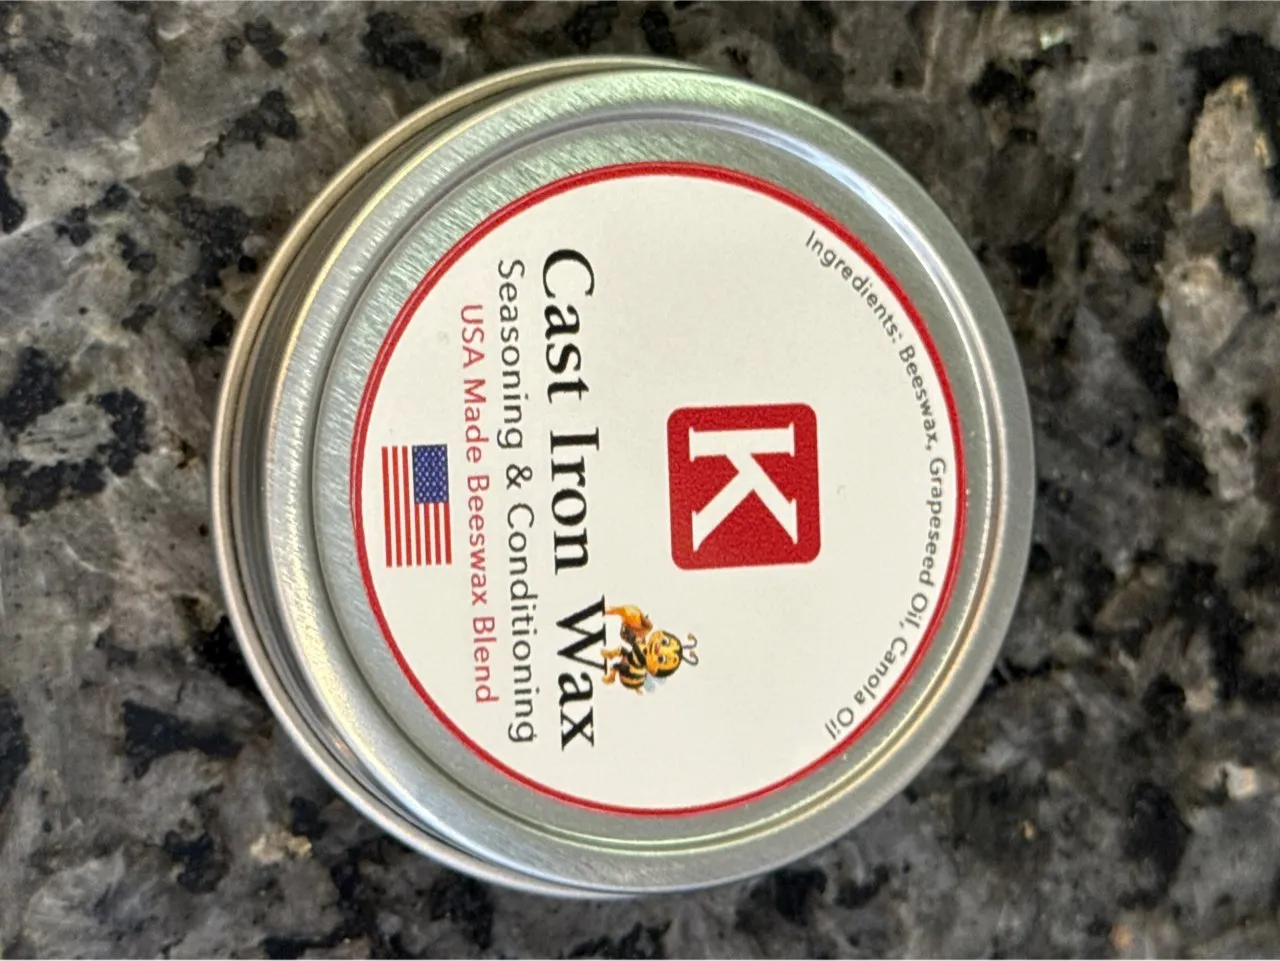 Ingredients: Beeswax, Grapeseed Oil, Canola Oil
K
Cast Iron Wax
Seasoning & Conditioning
USA Made Beeswax Blend